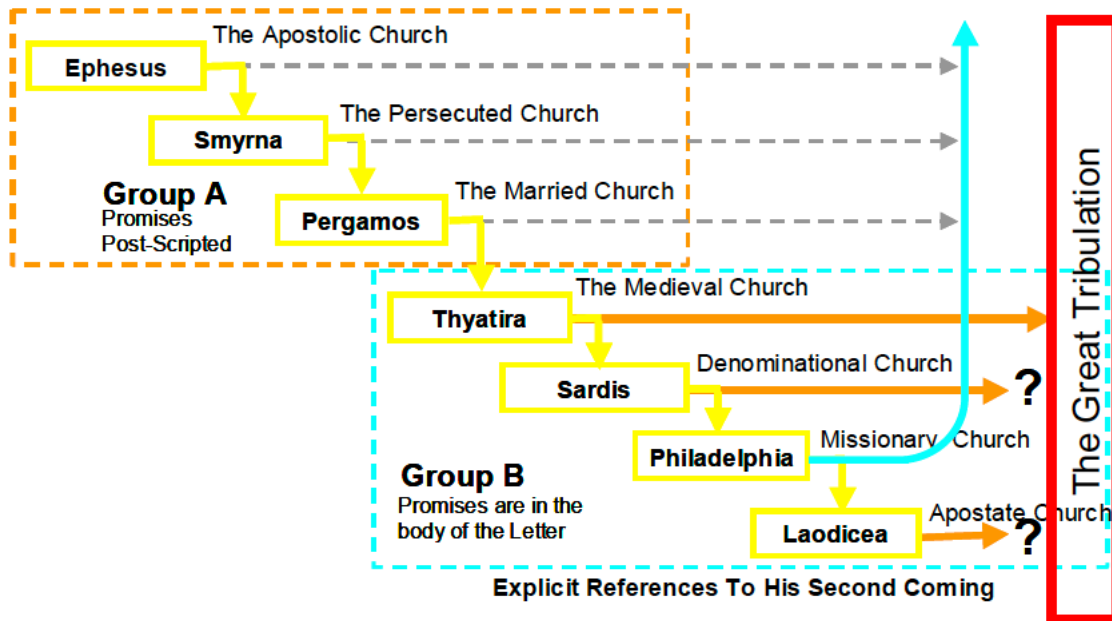 The Apostolic Church
Ephesus
The Persecuted Church
Smyrna
Group A
Promises
Post-Scripted
The Married Church
Pergamos
The Medieval Church
Thyatira
Denominational Church
Sardis
?
Missionary Church
Philadelphia
Group B
Promises are in the
body of the Letter
Apostate Church
Laodicea
?
Explicit References To His Second Coming
The Great Tribulation